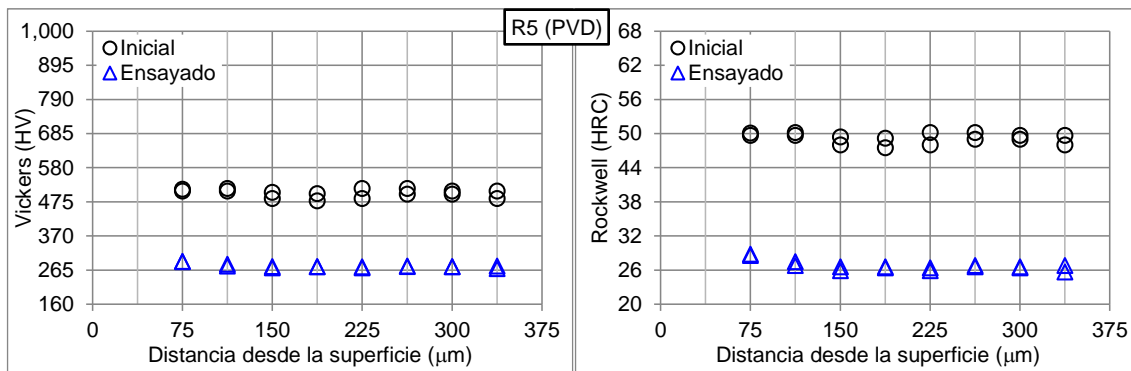 R5 (PVD)
1,000
895
790
685
580
475
370
265
160
Vickers (HV)
Inicial
Ensayado
0 75 150 225 300 375
Distancia desde la superficie (μm)
68
62
56
50
44
38
32
26
20
Rockwell (HRC)
Inicial
Ensayado
0 75 150 225 300 375
Distancia desde la superficie (μm)